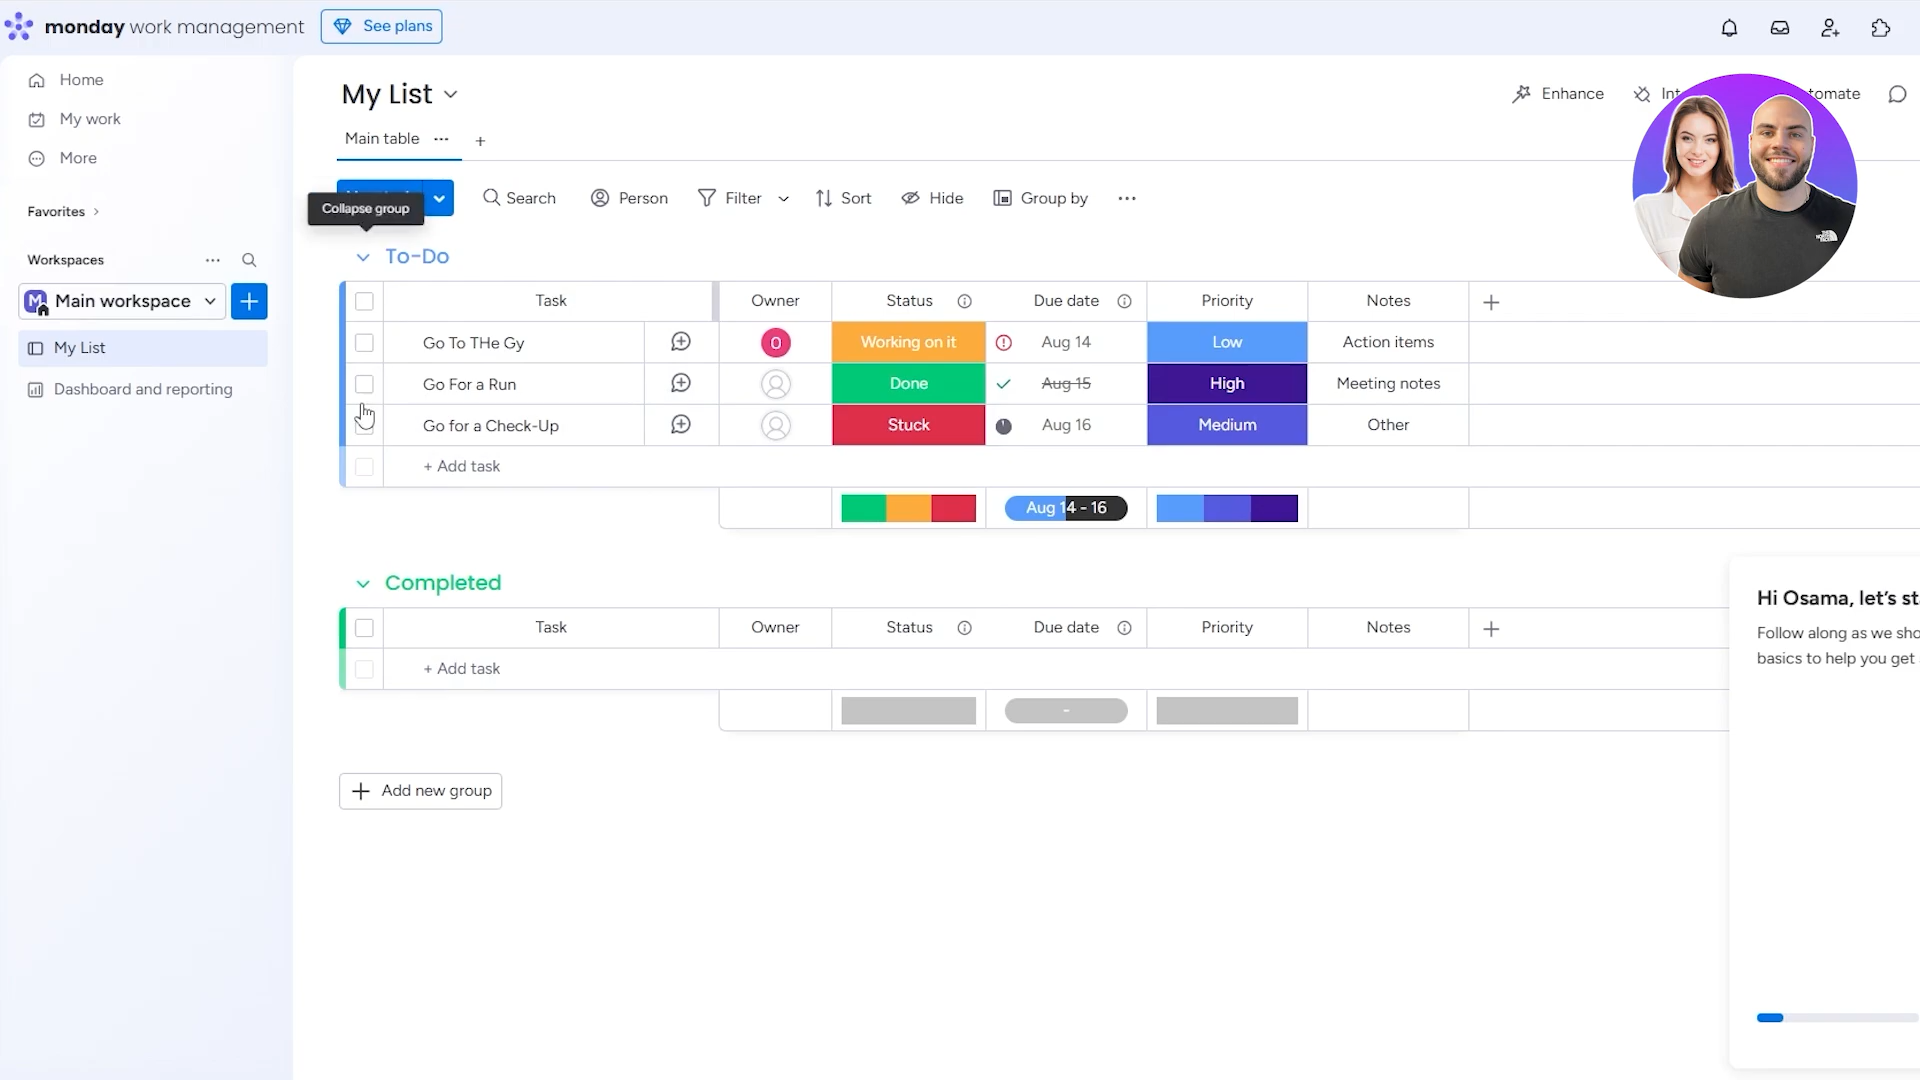 monday work management
See plans
Home
My work
More
Favorites
Workspaces
M Main workspace
My List
Dashboard and reporting
My List
Enhance
Main table
Collapse group
Search
Person
Filter
Sort
Hide
Group by
To-Do
Task Owner Status Due date Priority Notes
Go To THe Gy O Working on it Aug 14 Low Action items
Go For a Run Done Aug 15 High Meeting notes
Go for a Check-Up Stuck Aug 16 Medium Other
+ Add task
Aug 14 - 16
Completed
Task Owner Status Due date Priority Notes
+ Add task
-
Add new group
Hi Osama, let's
Follow along as we
basics to help you get
THE NORTH FACE